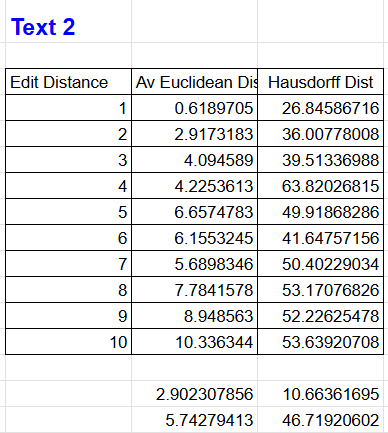 Text 2
Edit Distance Av Euclidean Dis Hausdorff Dist
1 0.6189705 26.84586716
2 2.9173183 36.00778008
3 4.094589 39.51336988
4 4.2253613 63.82026815
5 6.6574783 49.91868286
6 6.1553245 41.64757156
7 5.6898346 50.40229034
8 7.7841578 53.17076826
9 8.948563 52.22625478
10 10.336344 53.63920708
2.902307856 10.66361695
5.74279413 46.71920602